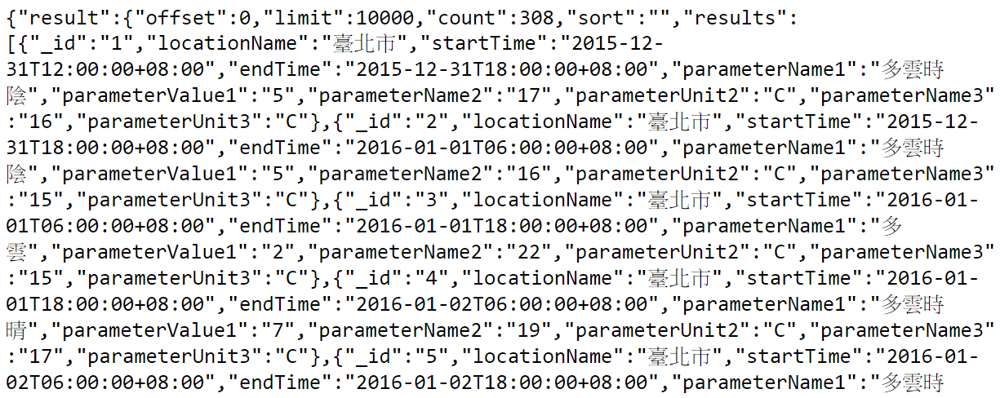 {"result":{"offset":0,"limit":10000,"count":308,"sort":"","results":
[{"_id":"1","locationName":"臺北市","startTime":"2015-12-
31T12:00:00+08:00","endTime":"2015-12-31T18:00:00+08:00","parameterName1":"多雲時
陰","parameterValue1":"5","parameterName2":"17","parameterUnit2":"C","parameterName3"
:"16","parameterUnit3":"C"},{"_id":"2","locationName":"臺北市","startTime":"2015-12-
31T18:00:00+08:00","endTime":"2016-01-01T06:00:00+08:00","parameterName1":"多雲時
陰","parameterValue1":"5","parameterName2":"16","parameterUnit2":"C","parameterName3"
:"15","parameterUnit3":"C"},{"_id":"3","locationName":"臺北市","startTime":"2016-01-
01T06:00:00+08:00","endTime":"2016-01-01T18:00:00+08:00","parameterName1":"多
雲","parameterValue1":"2","parameterName2":"22","parameterUnit2":"C","parameterName3"
:"15","parameterUnit3":"C"},{"_id":"4","locationName":"臺北市","startTime":"2016-01-
01T18:00:00+08:00","endTime":"2016-01-02T06:00:00+08:00","parameterName1":"多雲時
晴","parameterValue1":"7","parameterName2":"19","parameterUnit2":"C","parameterName3"
:"17","parameterUnit3":"C"},{"_id":"5","locationName":"臺北市","startTime":"2016-01-
02T06:00:00+08:00","endTime":"2016-01-02T18:00:00+08:00","parameterName1":"多雲時